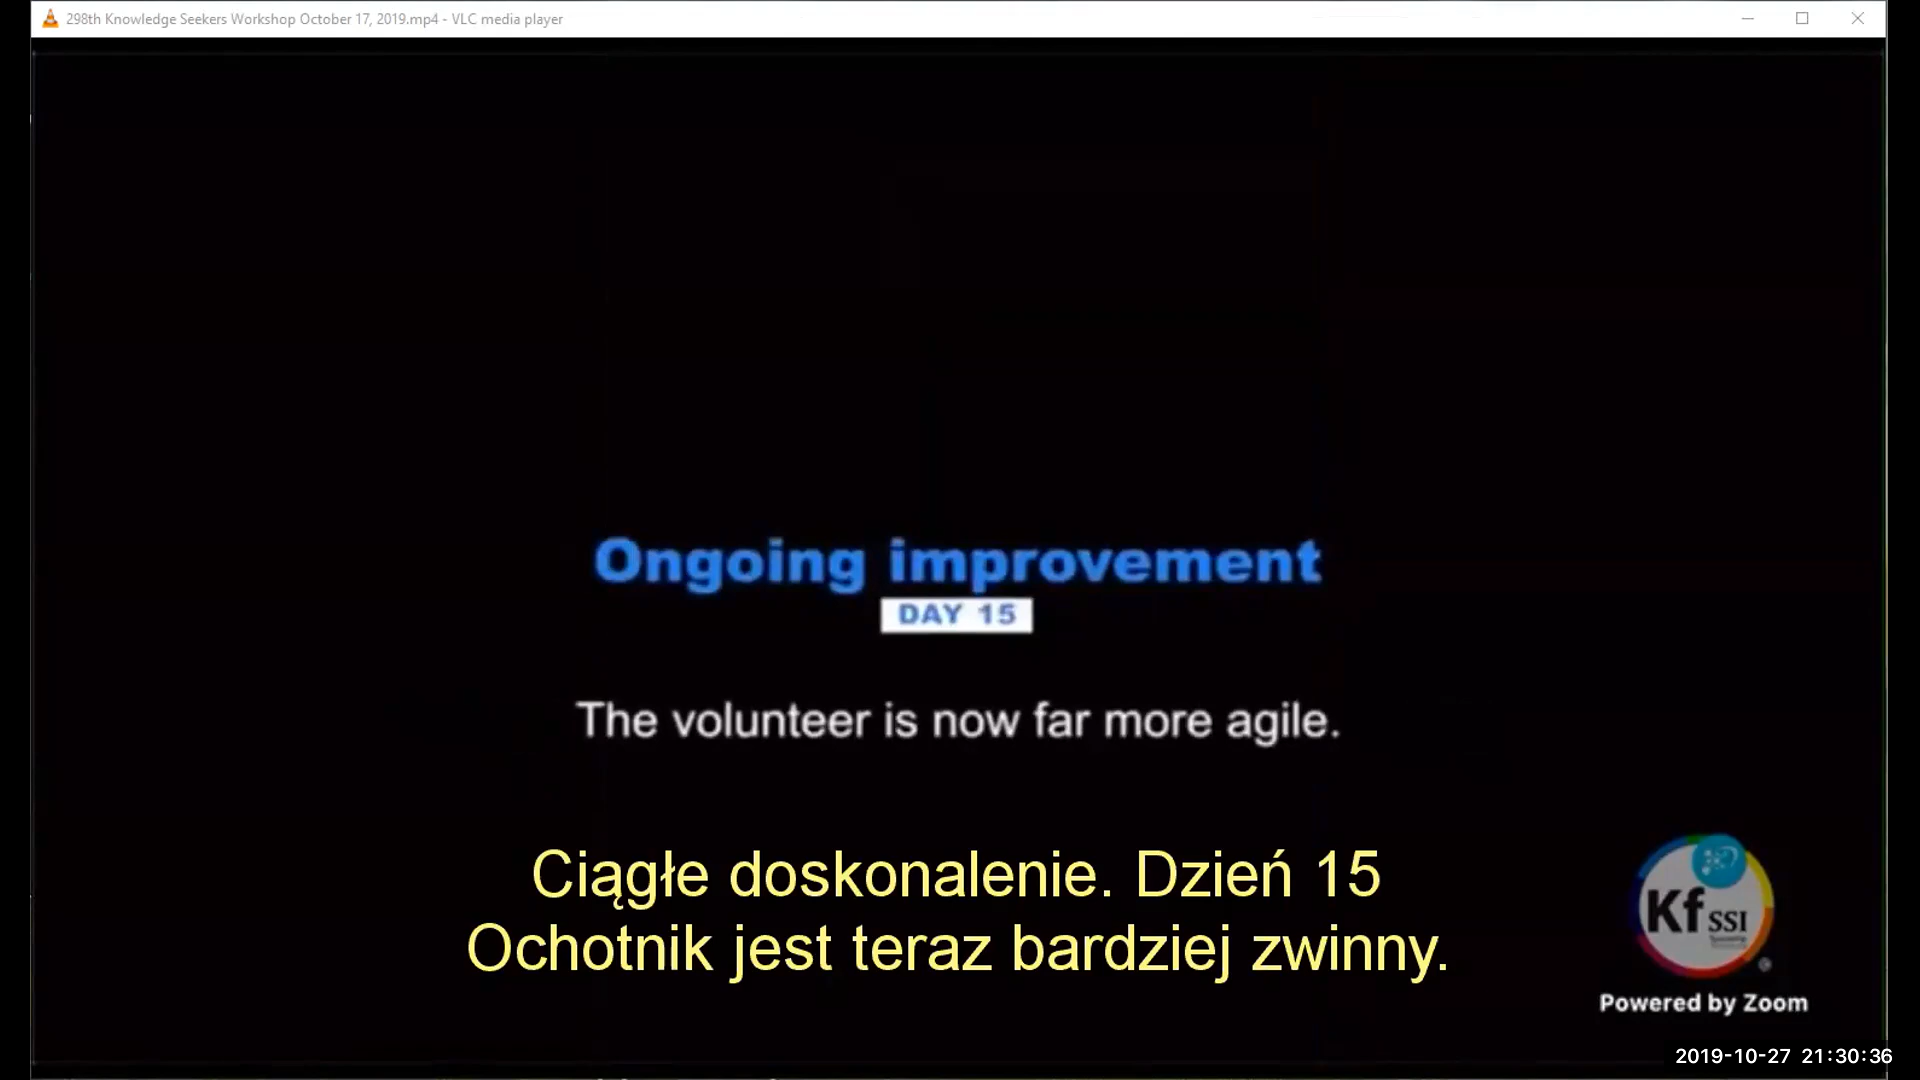 298th Knowledge Seekers Workshop October 17, 2019.mp4 - VLC media player
Ongoing improvement
DAY 15
The volunteer is now far more agile.
Ciągłe doskonalenie. Dzień 15
Ochotnik jest teraz bardziej zwinny.
Kf SSI
Powered by Zoom
2019-10-27 21:30:36